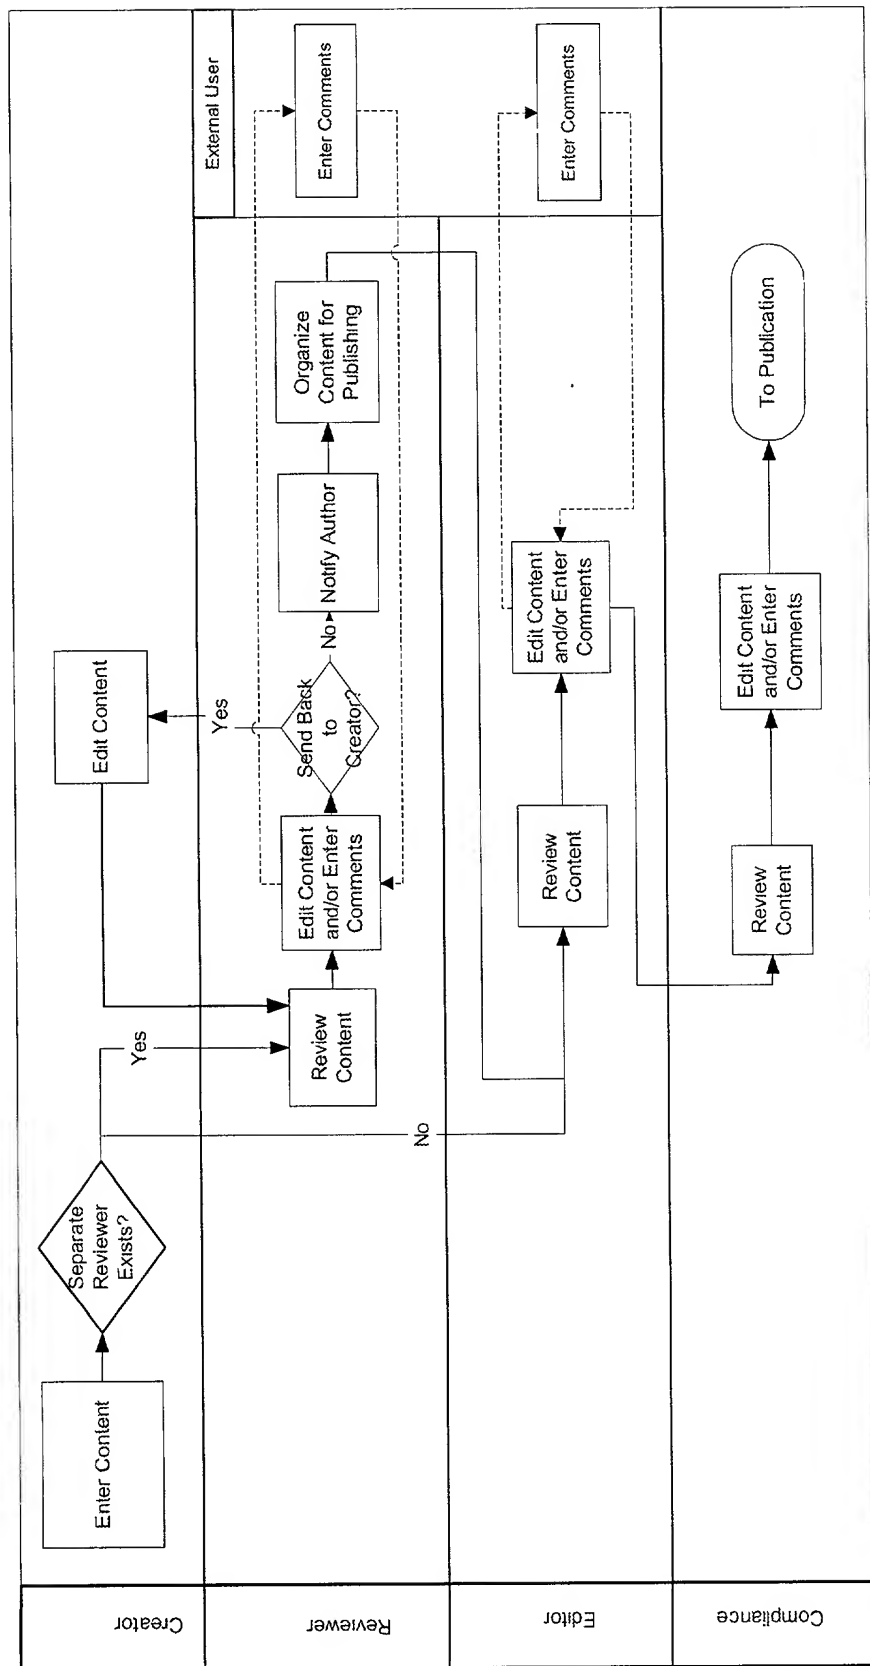 Creator
Enter Content
Separate
Reviewer
Exists?
Yes
No
Edit Content
Reviewer
Review
Content
Edit Content
and/or Enter
Comments
Send Back
to
Creator?
Yes
No
Notify Author
Organize
Content for
Publishing
External User
Enter Comments
Enter Comments
Editor
Review
Content
Edit Content
and/or Enter
Comments
Compliance
Review
Content
Edit Content
and/or Enter
Comments
To Publication